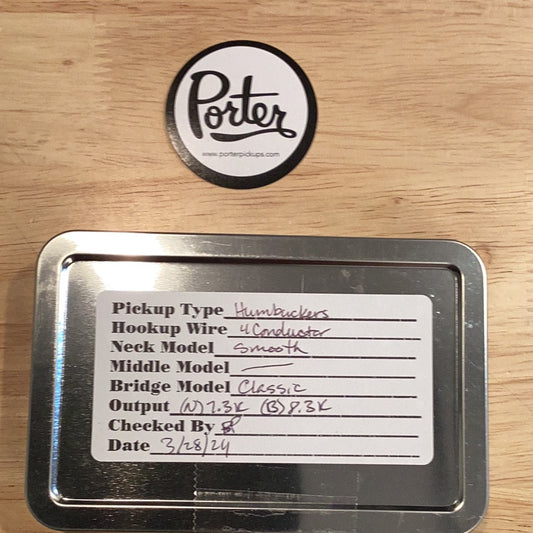 Porter
www.porterpickups.com
Pickup Type Humbuckers
Hookup Wire 4 Conductor
Neck Model Smooth
Middle Model —
Bridge Model Classic
Output (N) 7.3K (B) 8.3K
Checked By
Date 3/28/24